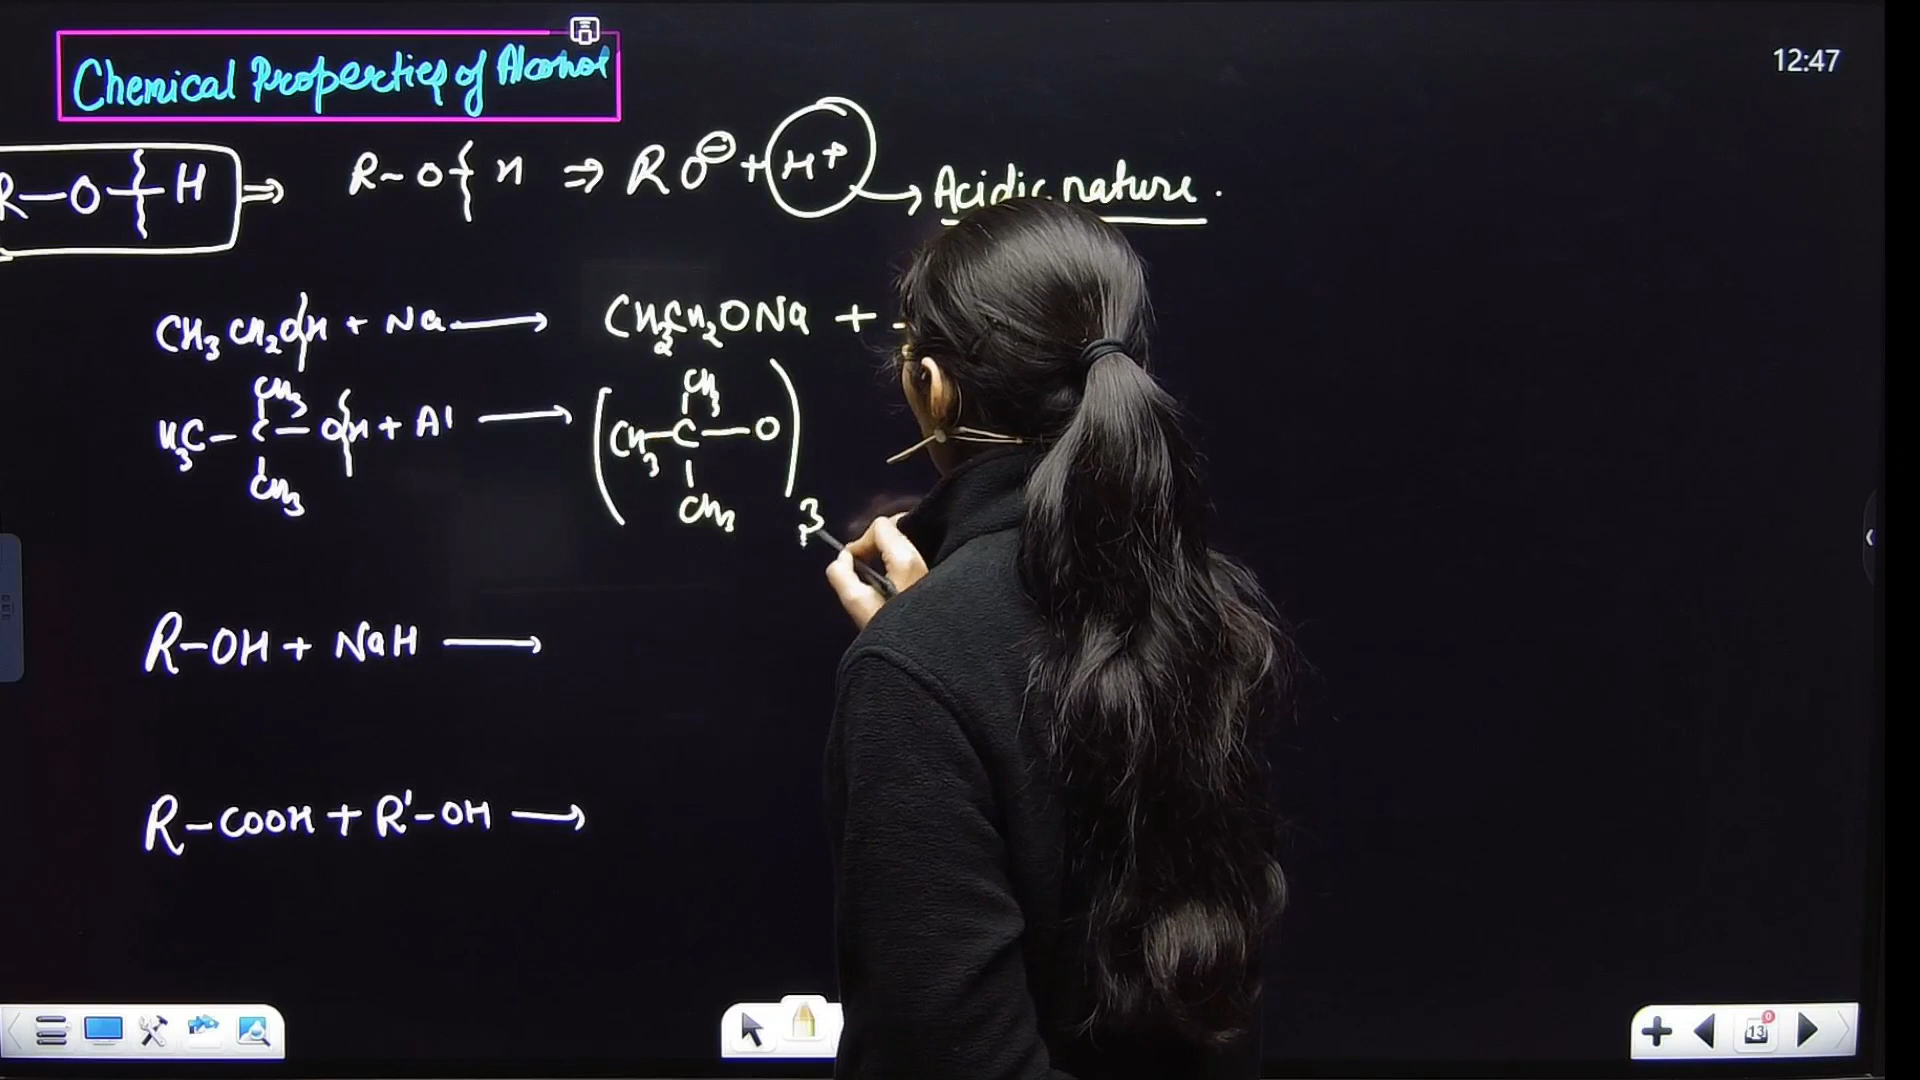 Chemical Properties of Alcohol
12:47
R-O-H ⇒ R-O H ⇒ RO⊖ + H+ → Acidic nature.
CH3CH2OH + Na → CH3CH2ONa +
CH3 CH3
H3C-C-OH + Al → (CH3-C-O)
CH3 CH3 3
R-OH + NaH →
R-COOH + R'-OH →
13
0